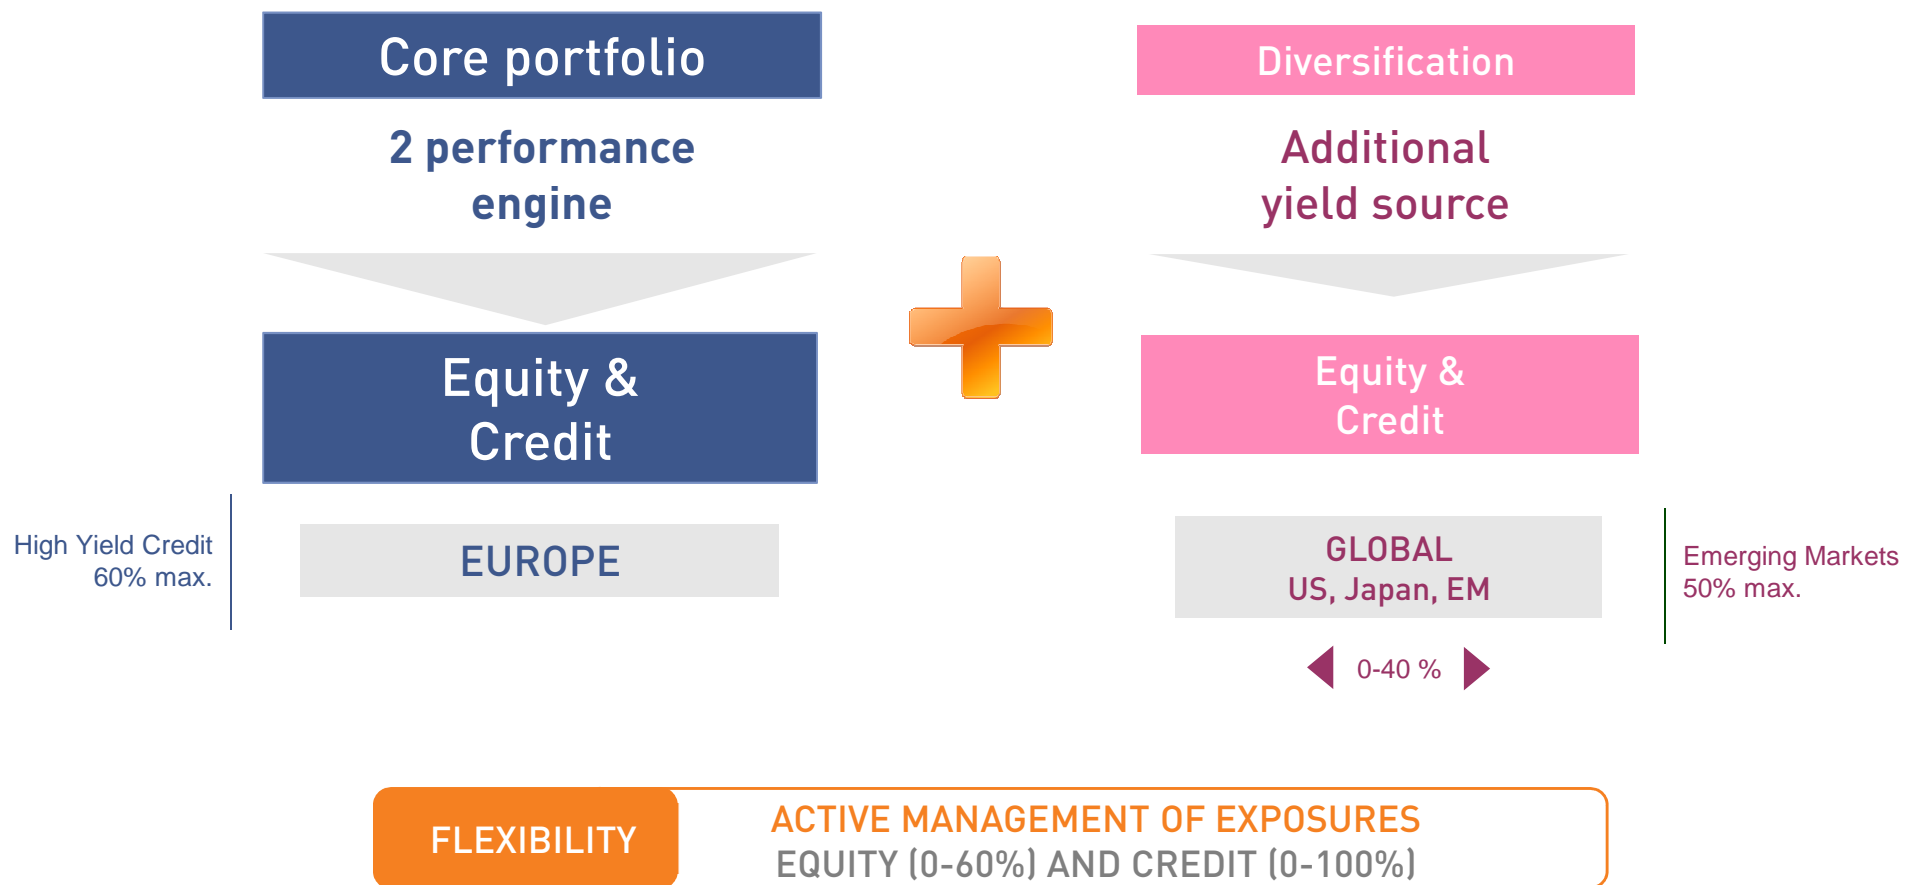 Core portfolio
2 performance
engine
Equity &
Credit
High Yield Credit
60% max.
EUROPE
Diversification
Additional
yield source
Equity &
Credit
GLOBAL
US, Japan, EM
Emerging Markets
50% max.
0-40 %
FLEXIBILITY
ACTIVE MANAGEMENT OF EXPOSURES
EQUITY (0-60%) AND CREDIT (0-100%)